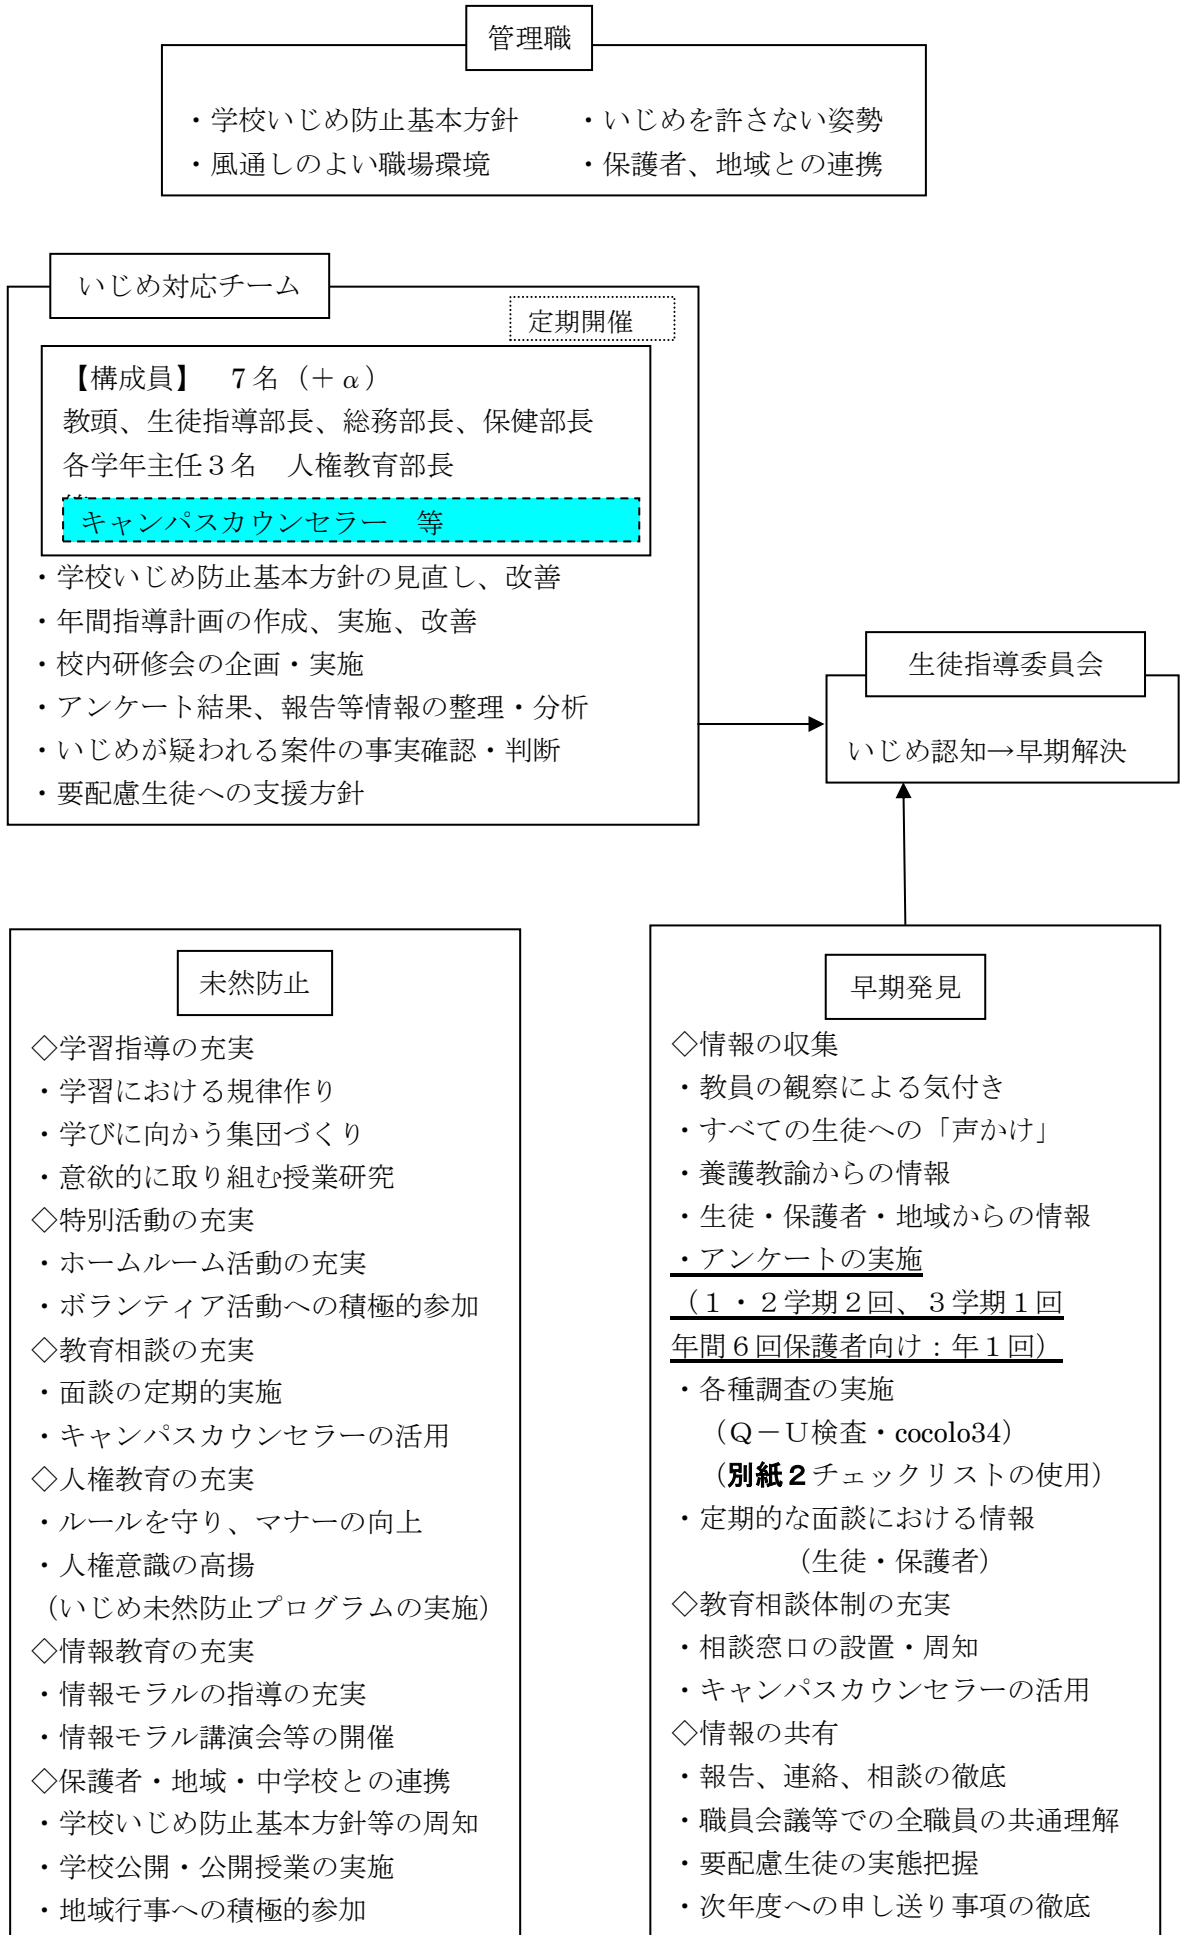 管理職
・学校いじめ防止基本方針　　・いじめを許さない姿勢
・風通しのよい職場環境　　　・保護者、地域との連携
いじめ対応チーム
定期開催
【構成員】　７名（＋α）
教頭、生徒指導部長、総務部長、保健部長
各学年主任３名　人権教育部長
キャンパスカウンセラー　等
・学校いじめ防止基本方針の見直し、改善
・年間指導計画の作成、実施、改善
・校内研修会の企画・実施
・アンケート結果、報告等情報の整理・分析
・いじめが疑われる案件の事実確認・判断
・要配慮生徒への支援方針
生徒指導委員会
いじめ認知→早期解決
未然防止
◇学習指導の充実
・学習における規律作り
・学びに向かう集団づくり
・意欲的に取り組む授業研究
◇特別活動の充実
・ホームルーム活動の充実
・ボランティア活動への積極的参加
◇教育相談の充実
・面談の定期的実施
・キャンパスカウンセラーの活用
◇人権教育の充実
・ルールを守り、マナーの向上
・人権意識の高揚
（いじめ未然防止プログラムの実施）
◇情報教育の充実
・情報モラルの指導の充実
・情報モラル講演会等の開催
◇保護者・地域・中学校との連携
・学校いじめ防止基本方針等の周知
・学校公開・公開授業の実施
・地域行事への積極的参加
早期発見
◇情報の収集
・教員の観察による気付き
・すべての生徒への「声かけ」
・養護教諭からの情報
・生徒・保護者・地域からの情報
・アンケートの実施
（１・２学期２回、３学期１回
年間６回保護者向け：年１回）
・各種調査の実施
（Ｑ－Ｕ検査・cocolo34）
（別紙２チェックリストの使用）
・定期的な面談における情報
（生徒・保護者）
◇教育相談体制の充実
・相談窓口の設置・周知
・キャンパスカウンセラーの活用
◇情報の共有
・報告、連絡、相談の徹底
・職員会議等での全職員の共通理解
・要配慮生徒の実態把握
・次年度への申し送り事項の徹底